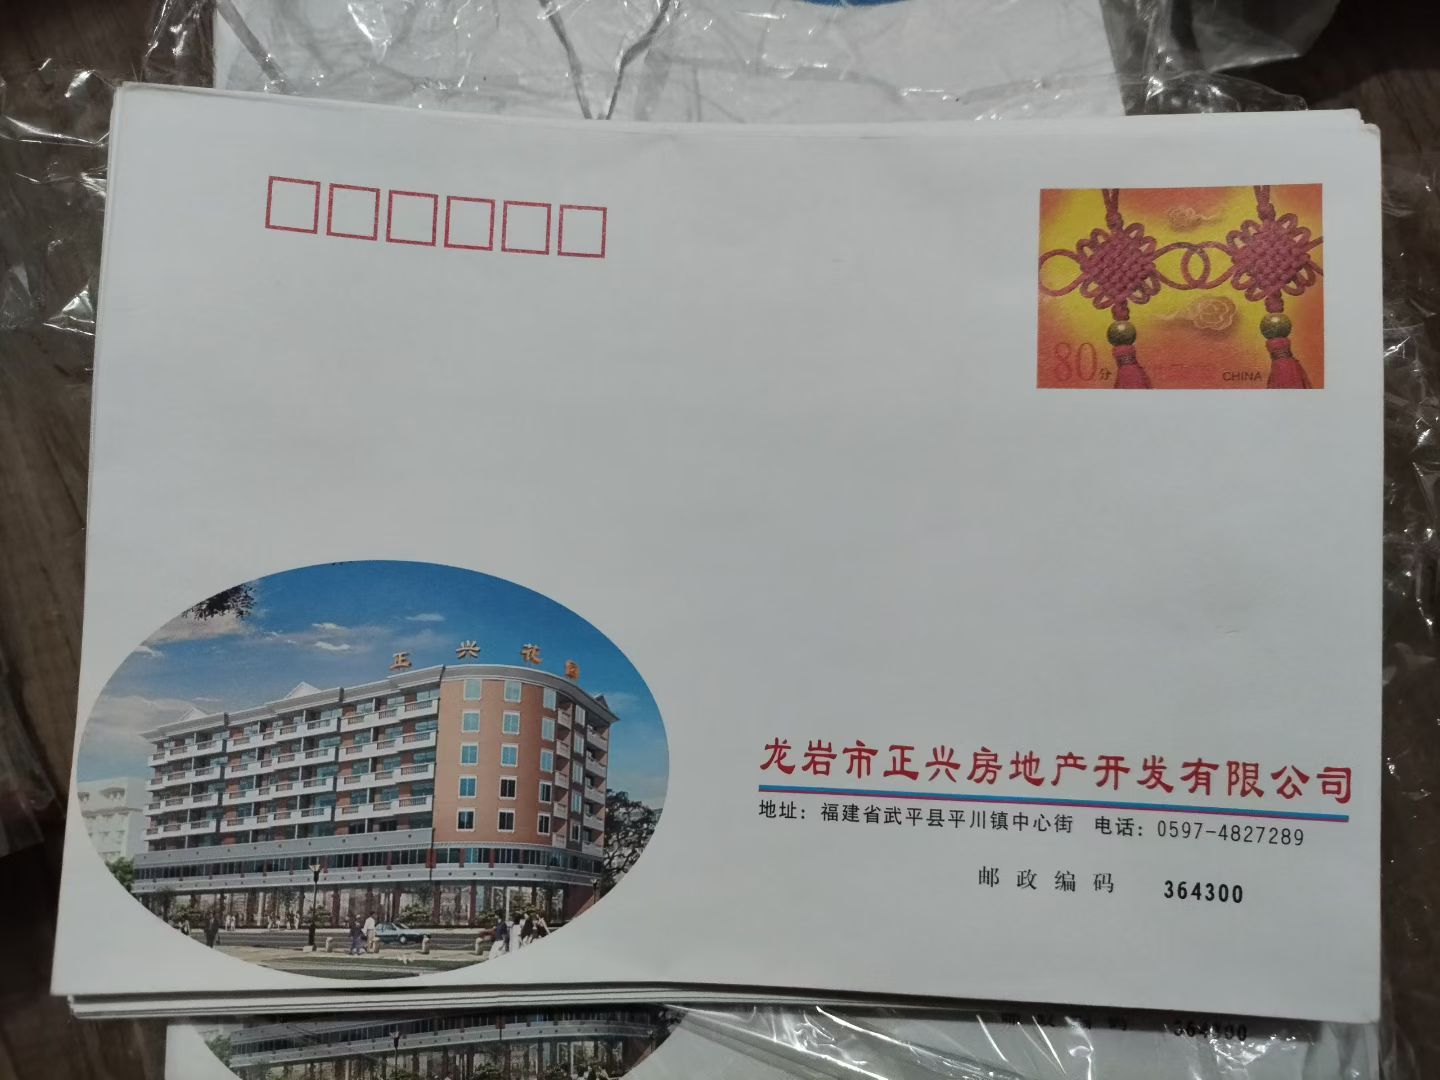 80分
CHINA
正兴花园
龙岩市正兴房地产开发有限公司
地址：福建省武平县平川镇中心街 电话：0597-4827289
邮政编码 364300
364300